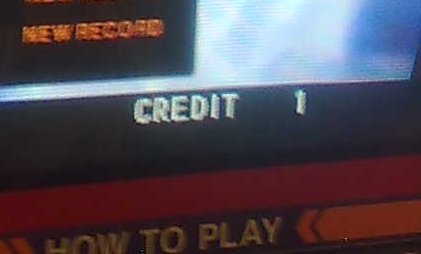 NEW RECORD
CREDIT 1
HOW TO PLAY